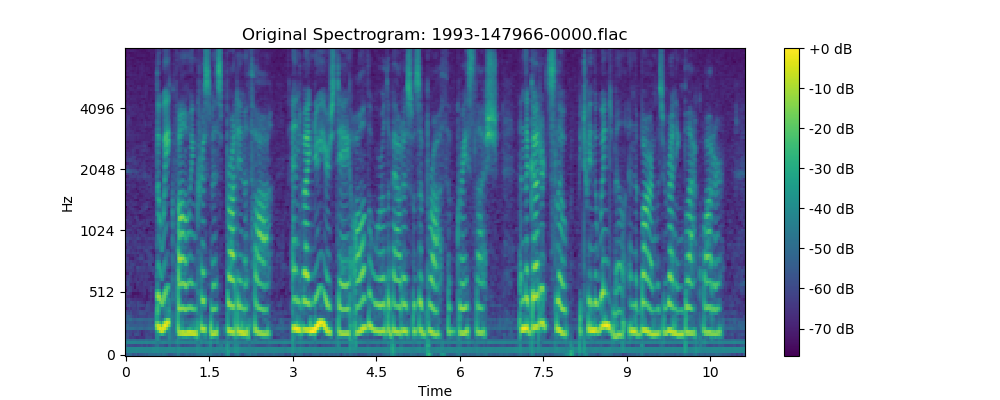 Original Spectrogram: 1993-147966-0000.flac
+0 dB
-10 dB
-20 dB
-30 dB
-40 dB
-50 dB
-60 dB
-70 dB
Hz
4096
2048
1024
512
0
0 1.5 3 4.5 6 7.5 9 10
Time